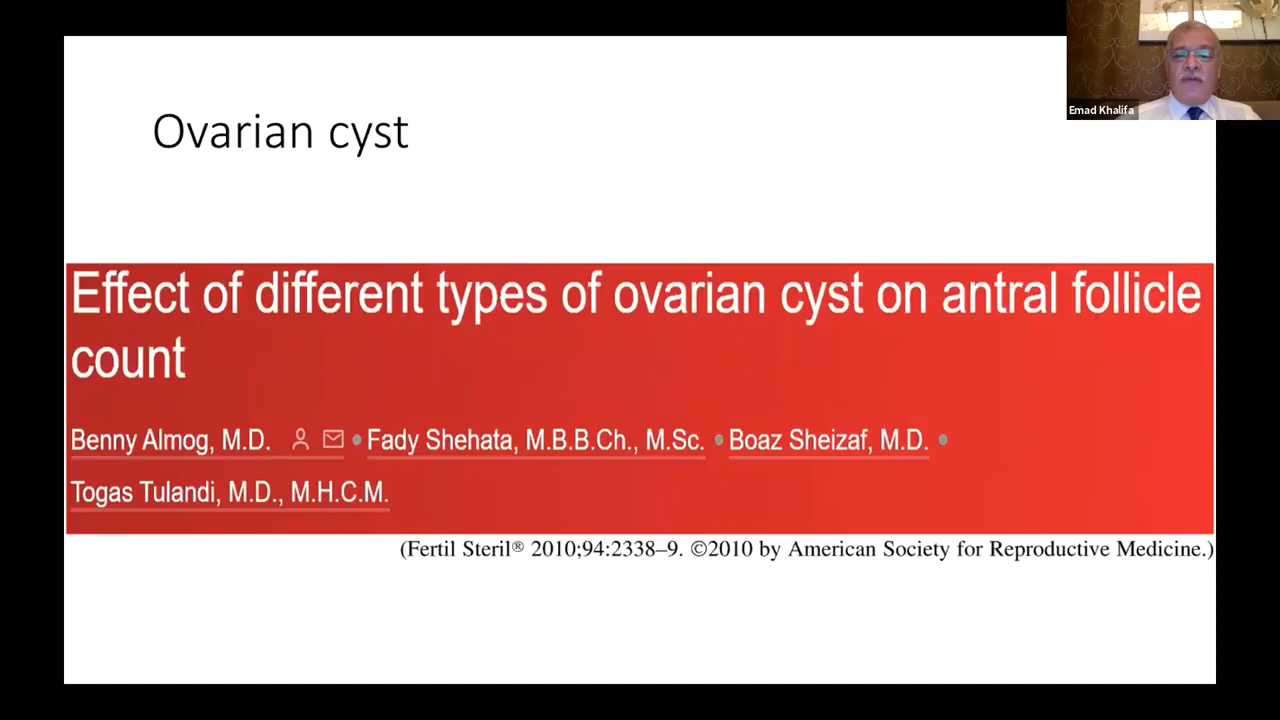 Emad Khalifa
Ovarian cyst
Effect of different types of ovarian cyst on antral follicle
count
Benny Almog, M.D. • Fady Shehata, M.B.B.Ch., M.Sc. • Boaz Sheizaf, M.D. •
Togas Tulandi, M.D., M.H.C.M.
(Fertil Steril® 2010;94:2338–9. ©2010 by American Society for Reproductive Medicine.)